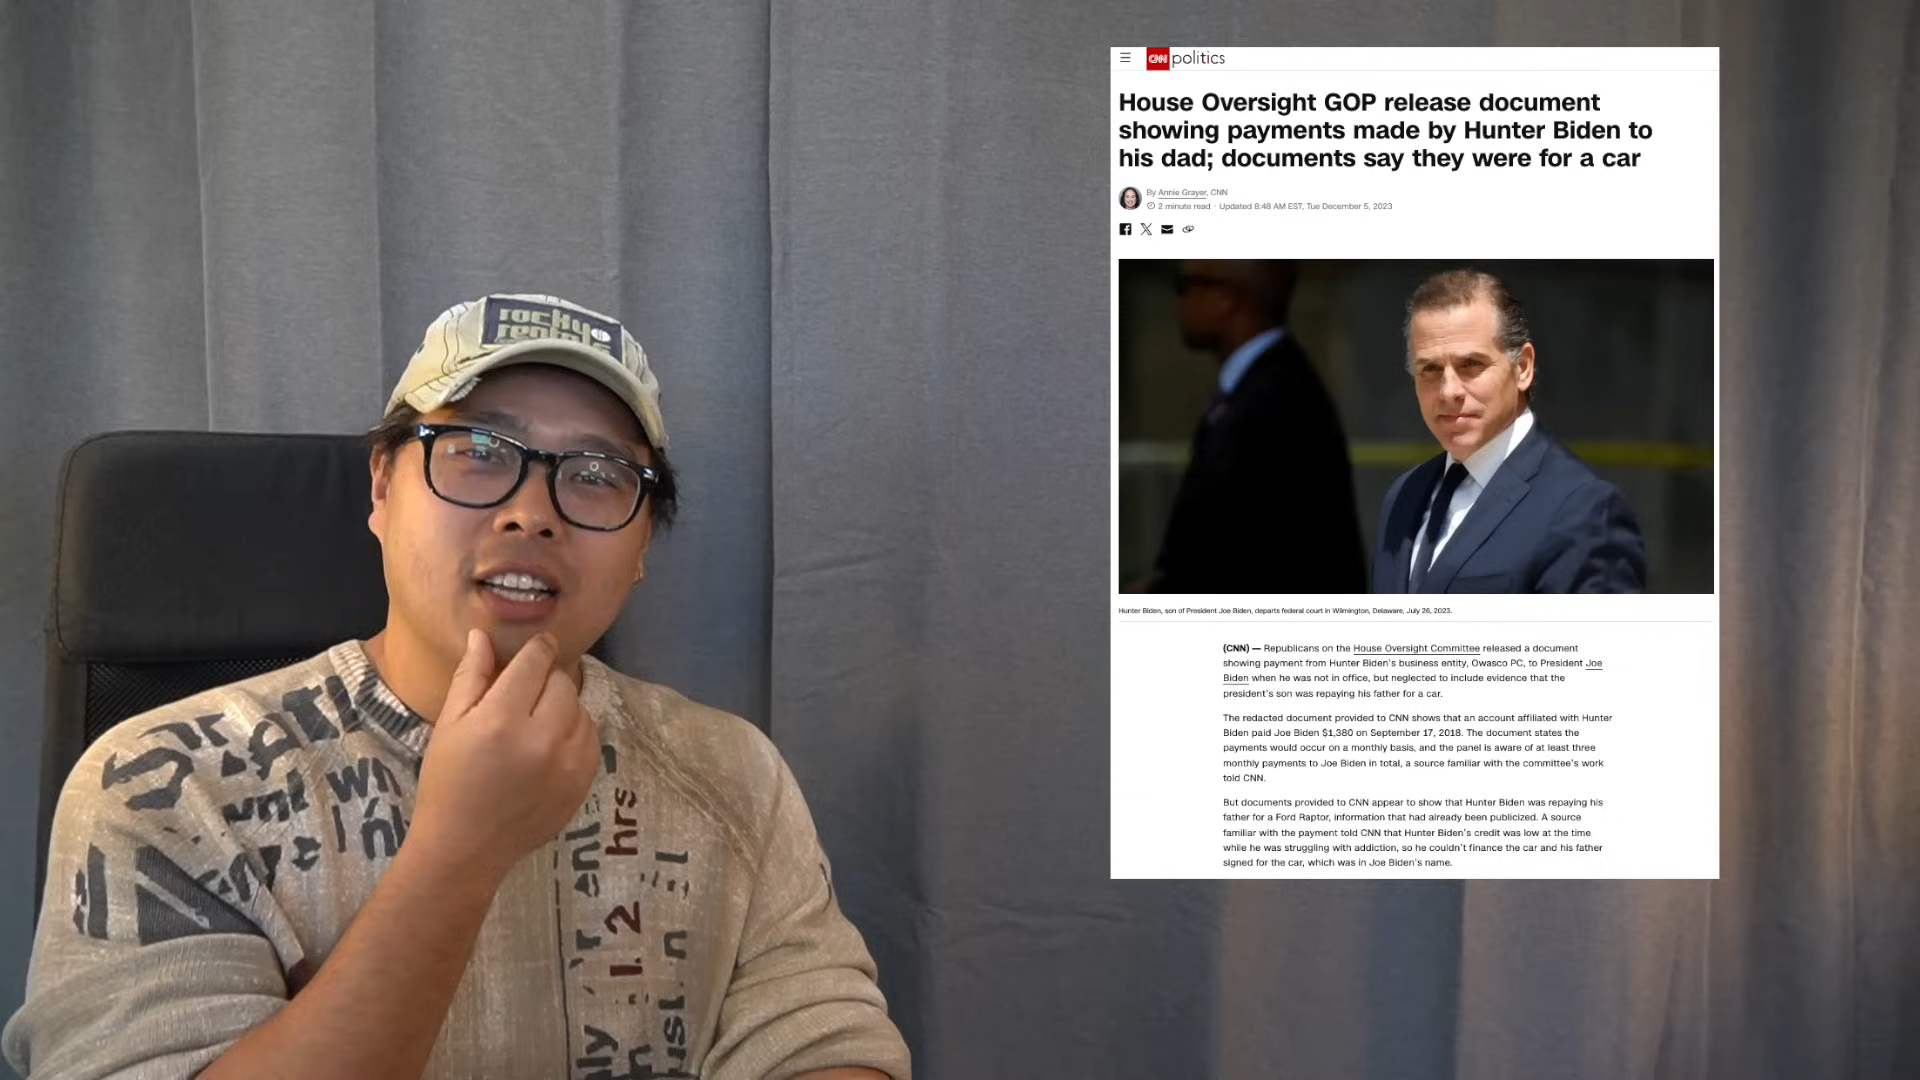 CNN politics
House Oversight GOP release document
showing payments made by Hunter Biden to
his dad; documents say they were for a car
By Annie Grayer, CNN
2 minute read · Updated 8:48 AM EST, Tue December 5, 2023
Hunter Biden, son of President Joe Biden, departs federal court in Wilmington, Delaware, July 26, 2023.
(CNN) — Republicans on the House Oversight Committee released a document
showing payment from Hunter Biden's business entity, Owasco PC, to President Joe
Biden when he was not in office, but neglected to include evidence that the
president's son was repaying his father for a car.
The redacted document provided to CNN shows that an account affiliated with Hunter
Biden paid Joe Biden $1,380 on September 17, 2018. The document states the
payments would occur on a monthly basis, and the panel is aware of at least three
monthly payments to Joe Biden in total, a source familiar with the committee's work
told CNN.
But documents provided to CNN appear to show that Hunter Biden was repaying his
father for a Ford Raptor, information that had already been publicized. A source
familiar with the payment told CNN that Hunter Biden's credit was low at the time
while he was struggling with addiction, so he couldn't finance the car and his father
signed for the car, which was in Joe Biden's name.
rocky
hrs
1.2